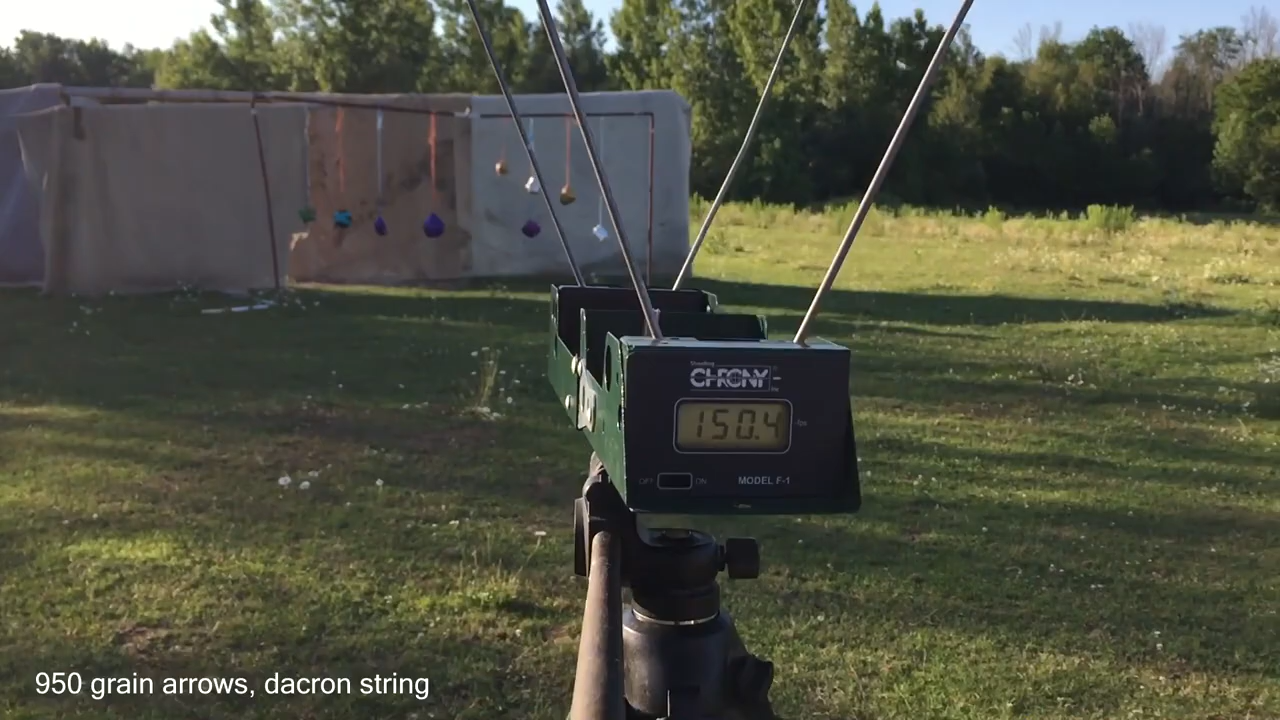 Shooting
CHRONY
150.4 fps
OFF ON MODEL F-1
950 grain arrows, dacron string